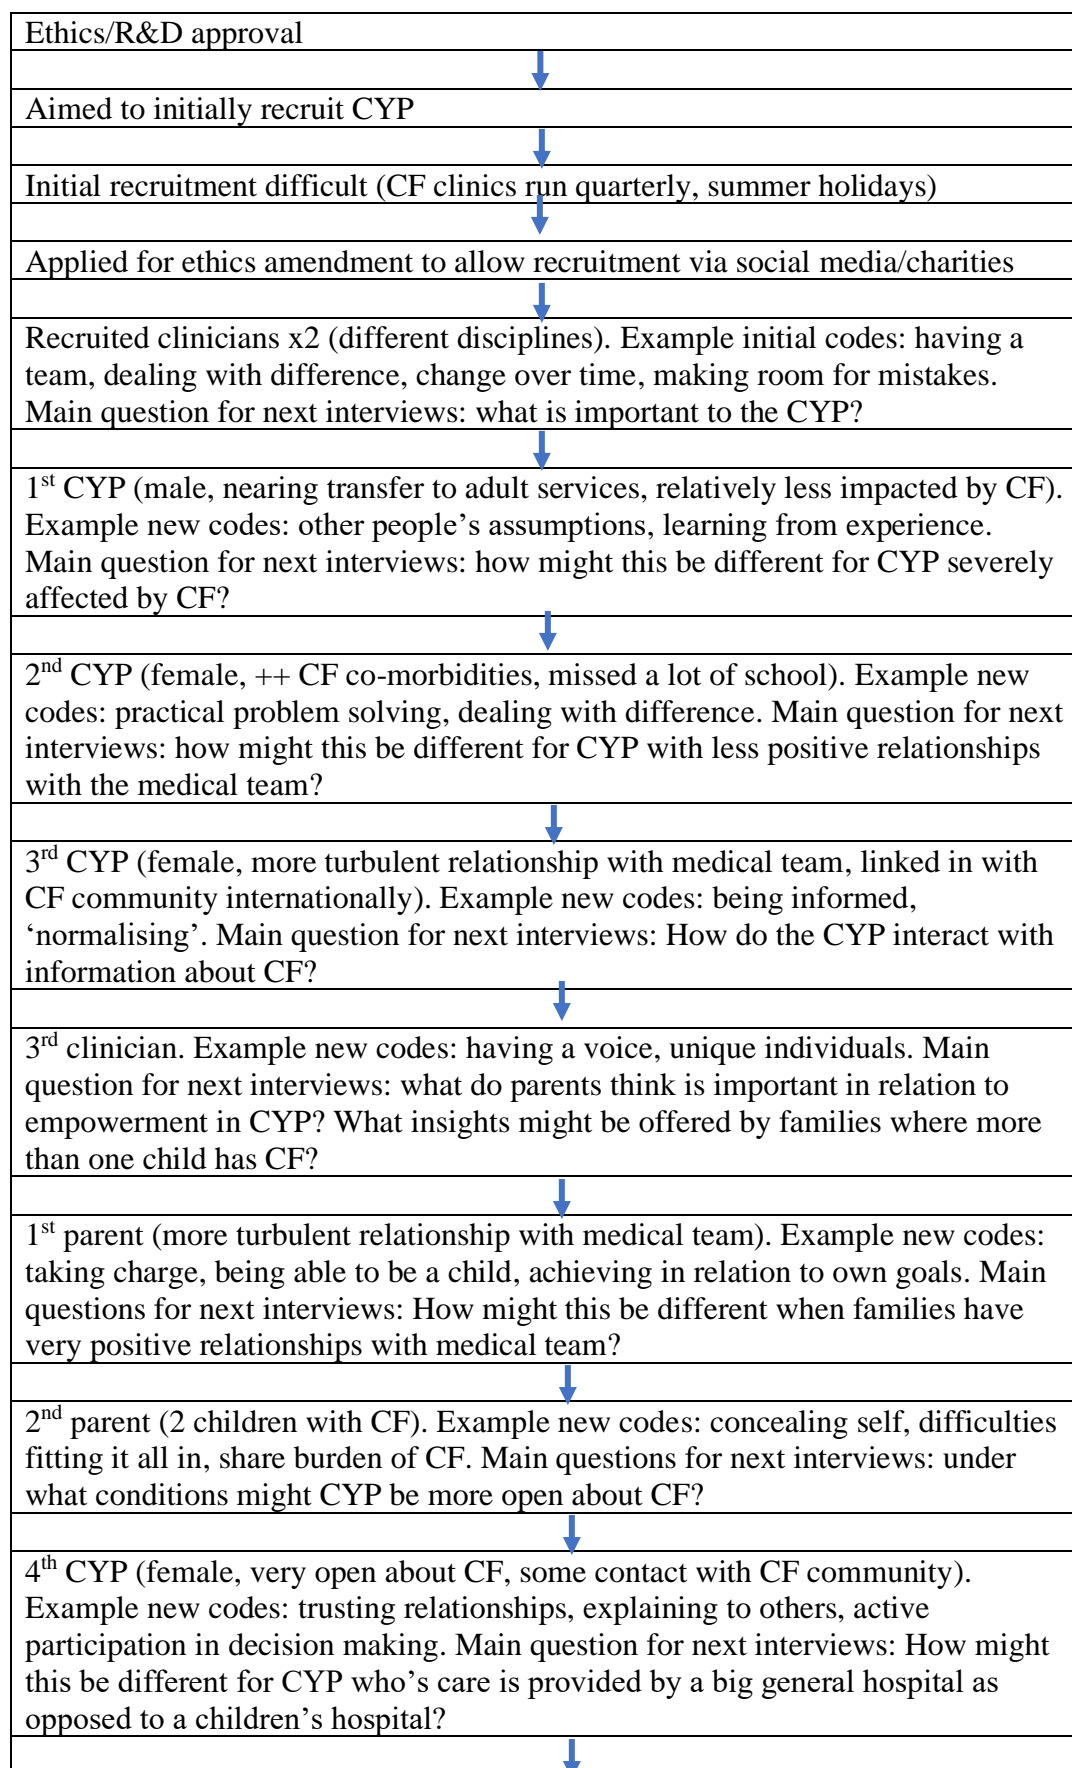 Ethics/R&D approval
Aimed to initially recruit CYP
Initial recruitment difficult (CF clinics run quarterly, summer holidays)
Applied for ethics amendment to allow recruitment via social media/charities
Recruited clinicians x2 (different disciplines). Example initial codes: having a
team, dealing with difference, change over time, making room for mistakes.
Main question for next interviews: what is important to the CYP?
1st CYP (male, nearing transfer to adult services, relatively less impacted by CF).
Example new codes: other people’s assumptions, learning from experience.
Main question for next interviews: how might this be different for CYP severely
affected by CF?
2nd CYP (female, ++ CF co-morbidities, missed a lot of school). Example new
codes: practical problem solving, dealing with difference. Main question for next
interviews: how might this be different for CYP with less positive relationships
with the medical team?
3rd CYP (female, more turbulent relationship with medical team, linked in with
CF community internationally). Example new codes: being informed,
‘normalising’. Main question for next interviews: How do the CYP interact with
information about CF?
3rd clinician. Example new codes: having a voice, unique individuals. Main
question for next interviews: what do parents think is important in relation to
empowerment in CYP? What insights might be offered by families where more
than one child has CF?
1st parent (more turbulent relationship with medical team). Example new codes:
taking charge, being able to be a child, achieving in relation to own goals. Main
questions for next interviews: How might this be different when families have
very positive relationships with medical team?
2nd parent (2 children with CF). Example new codes: concealing self, difficulties
fitting it all in, share burden of CF. Main questions for next interviews: under
what conditions might CYP be more open about CF?
4th CYP (female, very open about CF, some contact with CF community).
Example new codes: trusting relationships, explaining to others, active
participation in decision making. Main question for next interviews: How might
this be different for CYP who’s care is provided by a big general hospital as
opposed to a children’s hospital?